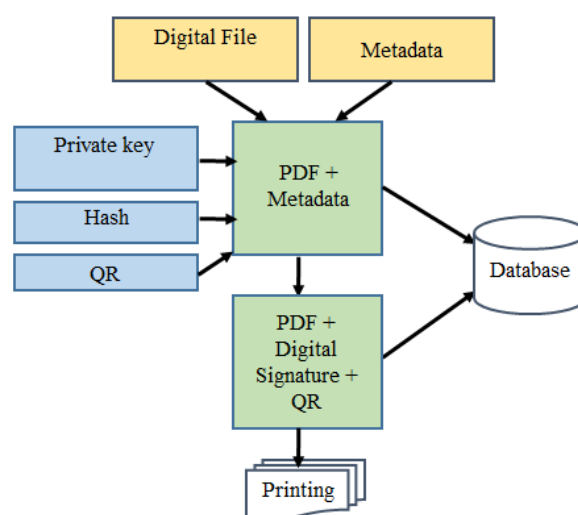 Digital File
Metadata
Private key
PDF +
Metadata
Hash
QR
Database
PDF +
Digital
Signature +
QR
Printing